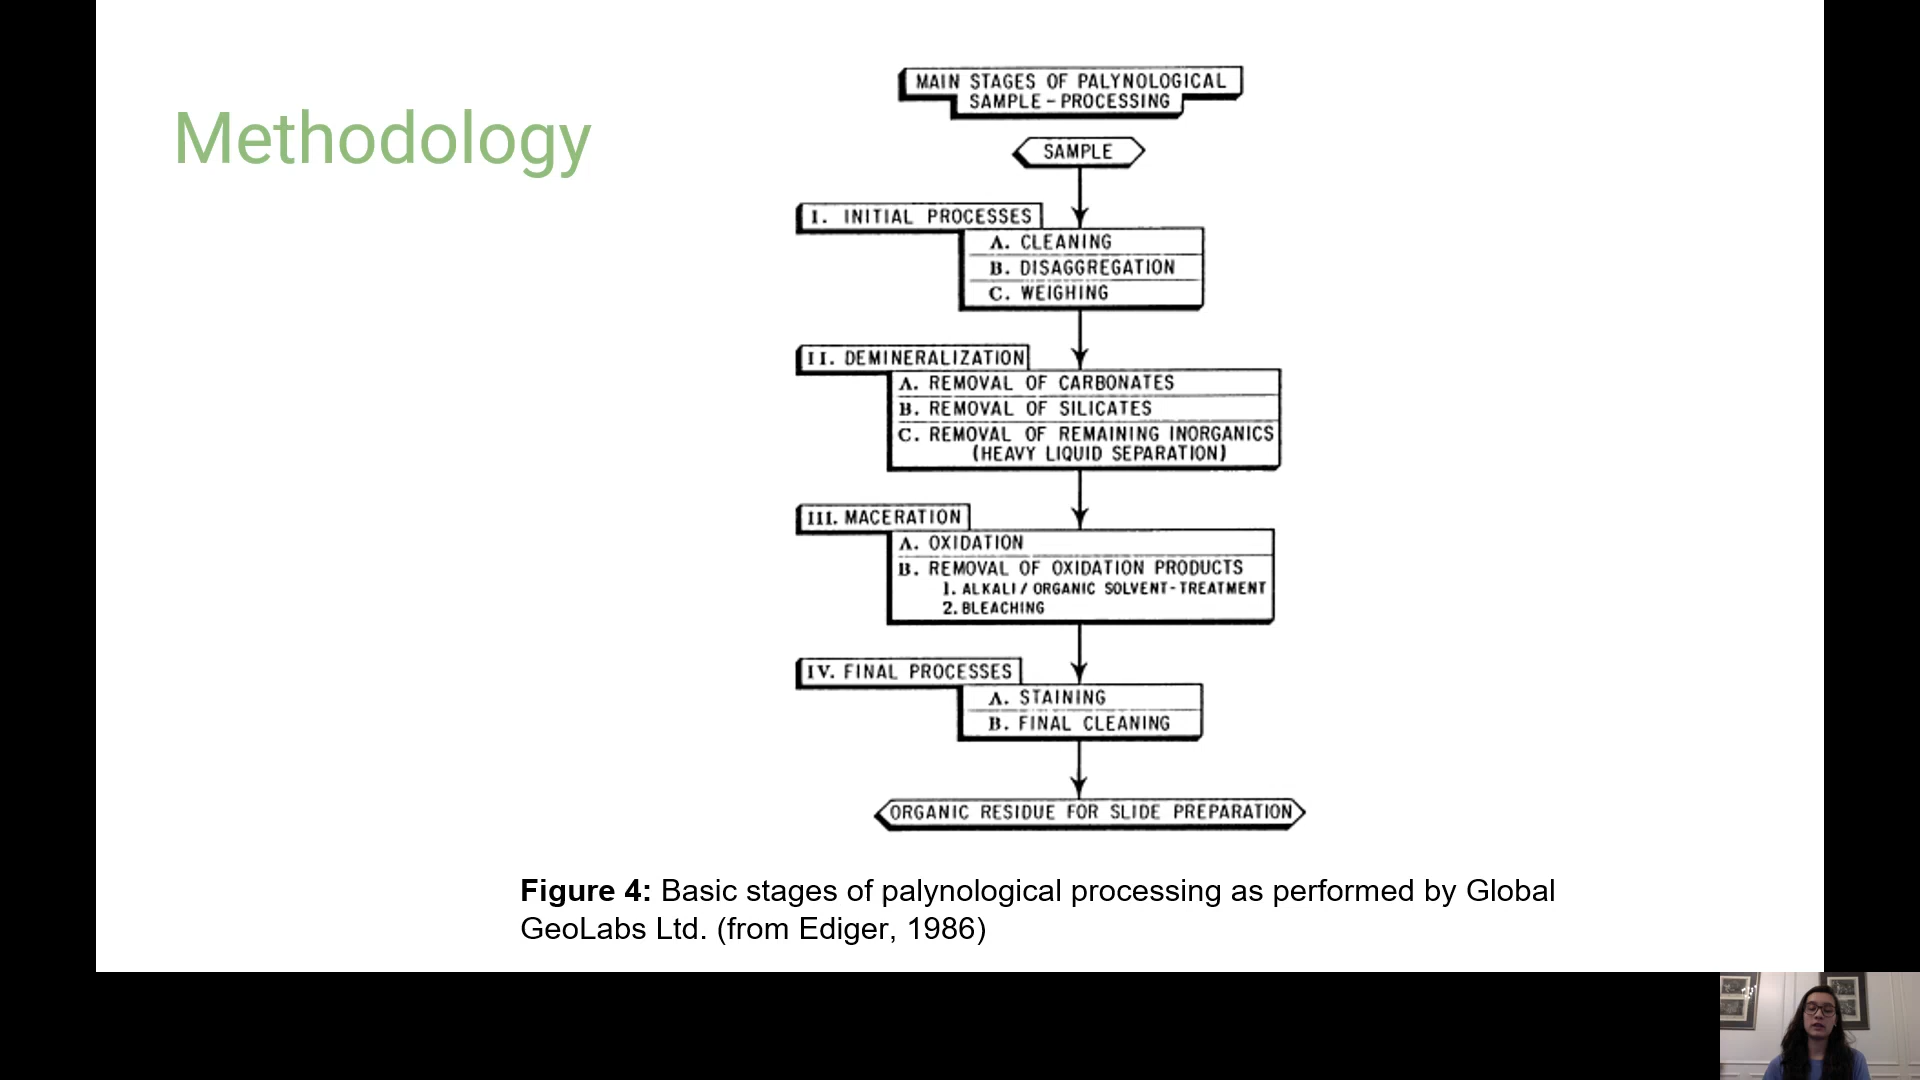 Methodology
MAIN STAGES OF PALYNOLOGICAL
SAMPLE-PROCESSING
SAMPLE
I. INITIAL PROCESSES
A. CLEANING
B. DISAGGREGATION
C. WEIGHING
II. DEMINERALIZATION
A. REMOVAL OF CARBONATES
B. REMOVAL OF SILICATES
C. REMOVAL OF REMAINING INORGANICS
(HEAVY LIQUID SEPARATION)
III. MACERATION
A. OXIDATION
B. REMOVAL OF OXIDATION PRODUCTS
1. ALKALI/ORGANIC SOLVENT-TREATMENT
2. BLEACHING
IV. FINAL PROCESSES
A. STAINING
B. FINAL CLEANING
ORGANIC RESIDUE FOR SLIDE PREPARATION
Figure 4: Basic stages of palynological processing as performed by Global
GeoLabs Ltd. (from Ediger, 1986)